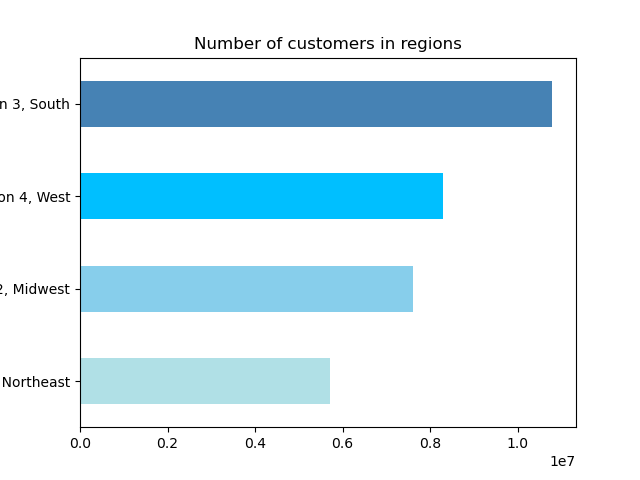 Number of customers in regions
n 3, South
on 4, West
2, Midwest
Northeast
0.0 0.2 0.4 0.6 0.8 1.0
1e7